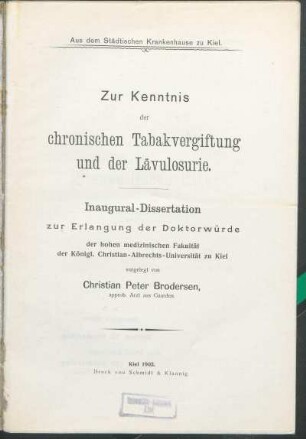 Aus dem Städtischen Krankenhause zu Kiel.
Zur Kenntnis
der
chronischen Tabakvergiftung
und der Lävulosurie.
Inaugural-Dissertation
zur Erlangung der Doktorwürde
der hohen medizinischen Fakultät
der Königl. Christian-Albrechts-Universität zu Kiel
vorgelegt von
Christian Peter Brodersen,
approb. Arzt aus
Kiel 1902.
Druck von Schmidt & Klaunig.
Kiel